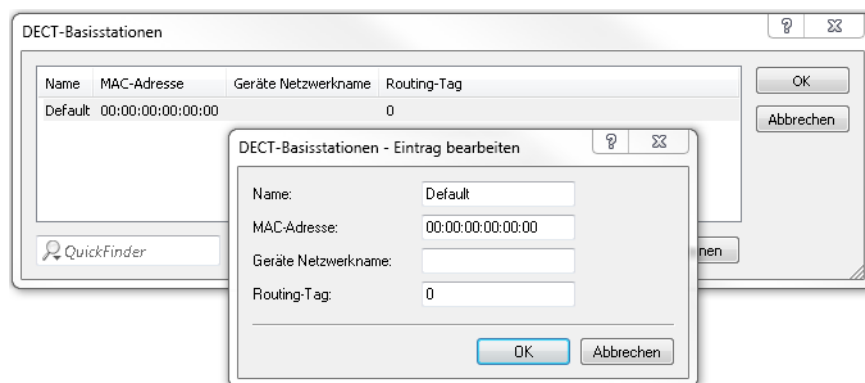 DECT-Basisstationen
Name MAC-Adresse Geräte Netzwerkname Routing-Tag
Default 00:00:00:00:00:00 0
OK
Abbrechen
QuickFinder
nen
DECT-Basisstationen - Eintrag bearbeiten
Name: Default
MAC-Adresse: 00:00:00:00:00:00
Geräte Netzwerkname:
Routing-Tag: 0
OK Abbrechen